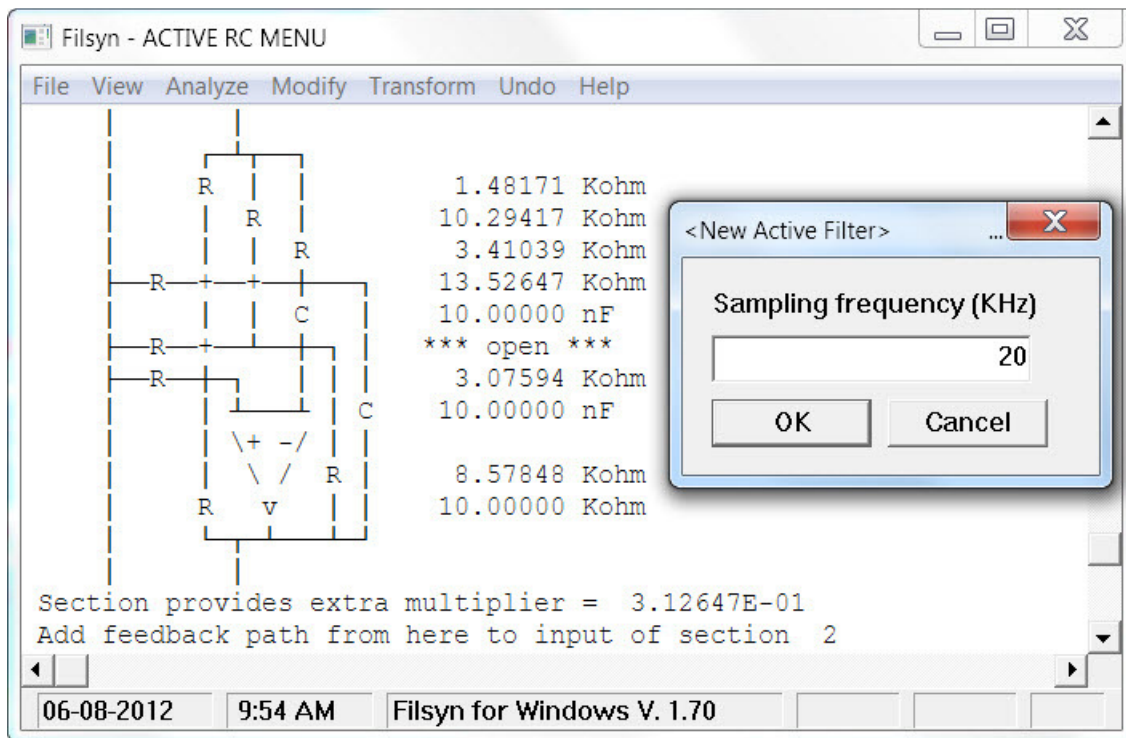 Filsyn - ACTIVE RC MENU
File View Analyze Modify Transform Undo Help
R 1.48171 Kohm
R 10.29417 Kohm
R 3.41039 Kohm
R + + 13.52647 Kohm
C 10.00000 nF
R + *** open ***
R 3.07594 Kohm
C 10.00000 nF
\+ -/
\ / R 8.57848 Kohm
R v 10.00000 Kohm
Section provides extra multiplier = 3.12647E-01
Add feedback path from here to input of section 2
06-08-2012 9:54 AM Filsyn for Windows V. 1.70
<New Active Filter> ...
Sampling frequency (KHz)
20
OK Cancel